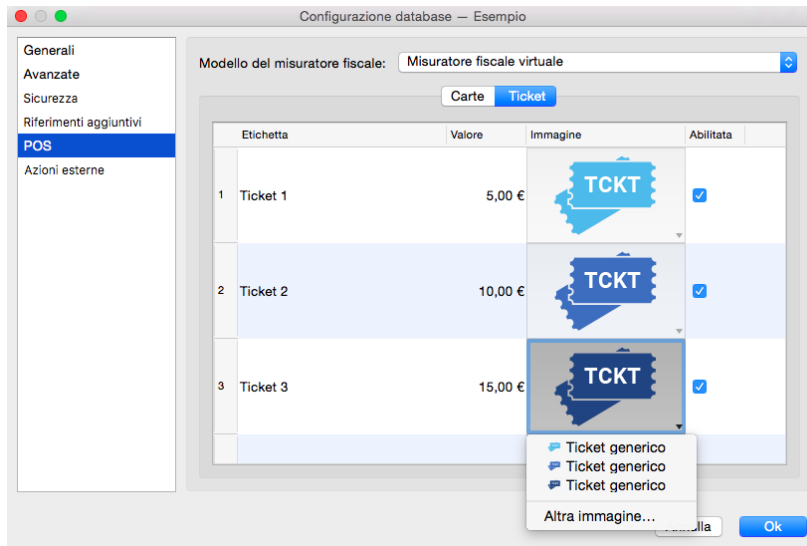 Configurazione database — Esempio
Generali
Avanzate
Sicurezza
Riferimenti aggiuntivi
POS
Azioni esterne
Modello del misuratore fiscale: Misuratore fiscale virtuale
Carte Ticket
Etichetta Valore Immagine Abilitata
1 Ticket 1 5,00 € TCKT
2 Ticket 2 10,00 € TCKT
3 Ticket 3 15,00 € TCKT
Ticket generico
Ticket generico
Ticket generico
Altra immagine...
Ok